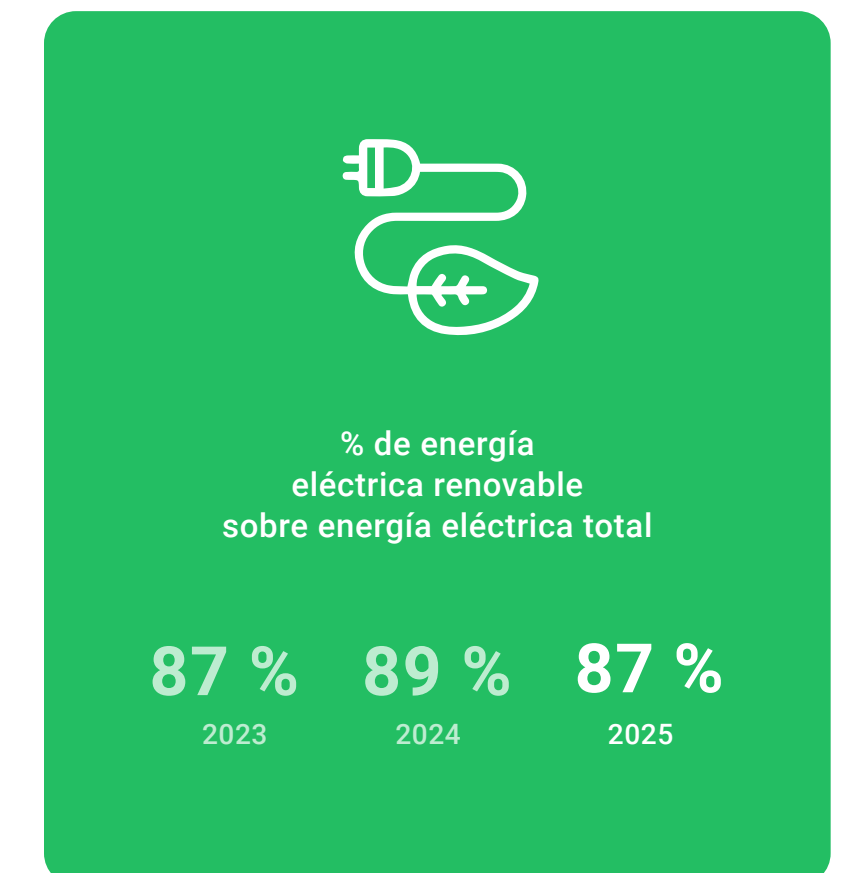 % de energía
eléctrica renovable
sobre energía eléctrica total
87 % 89 % 87 %
2023 2024 2025